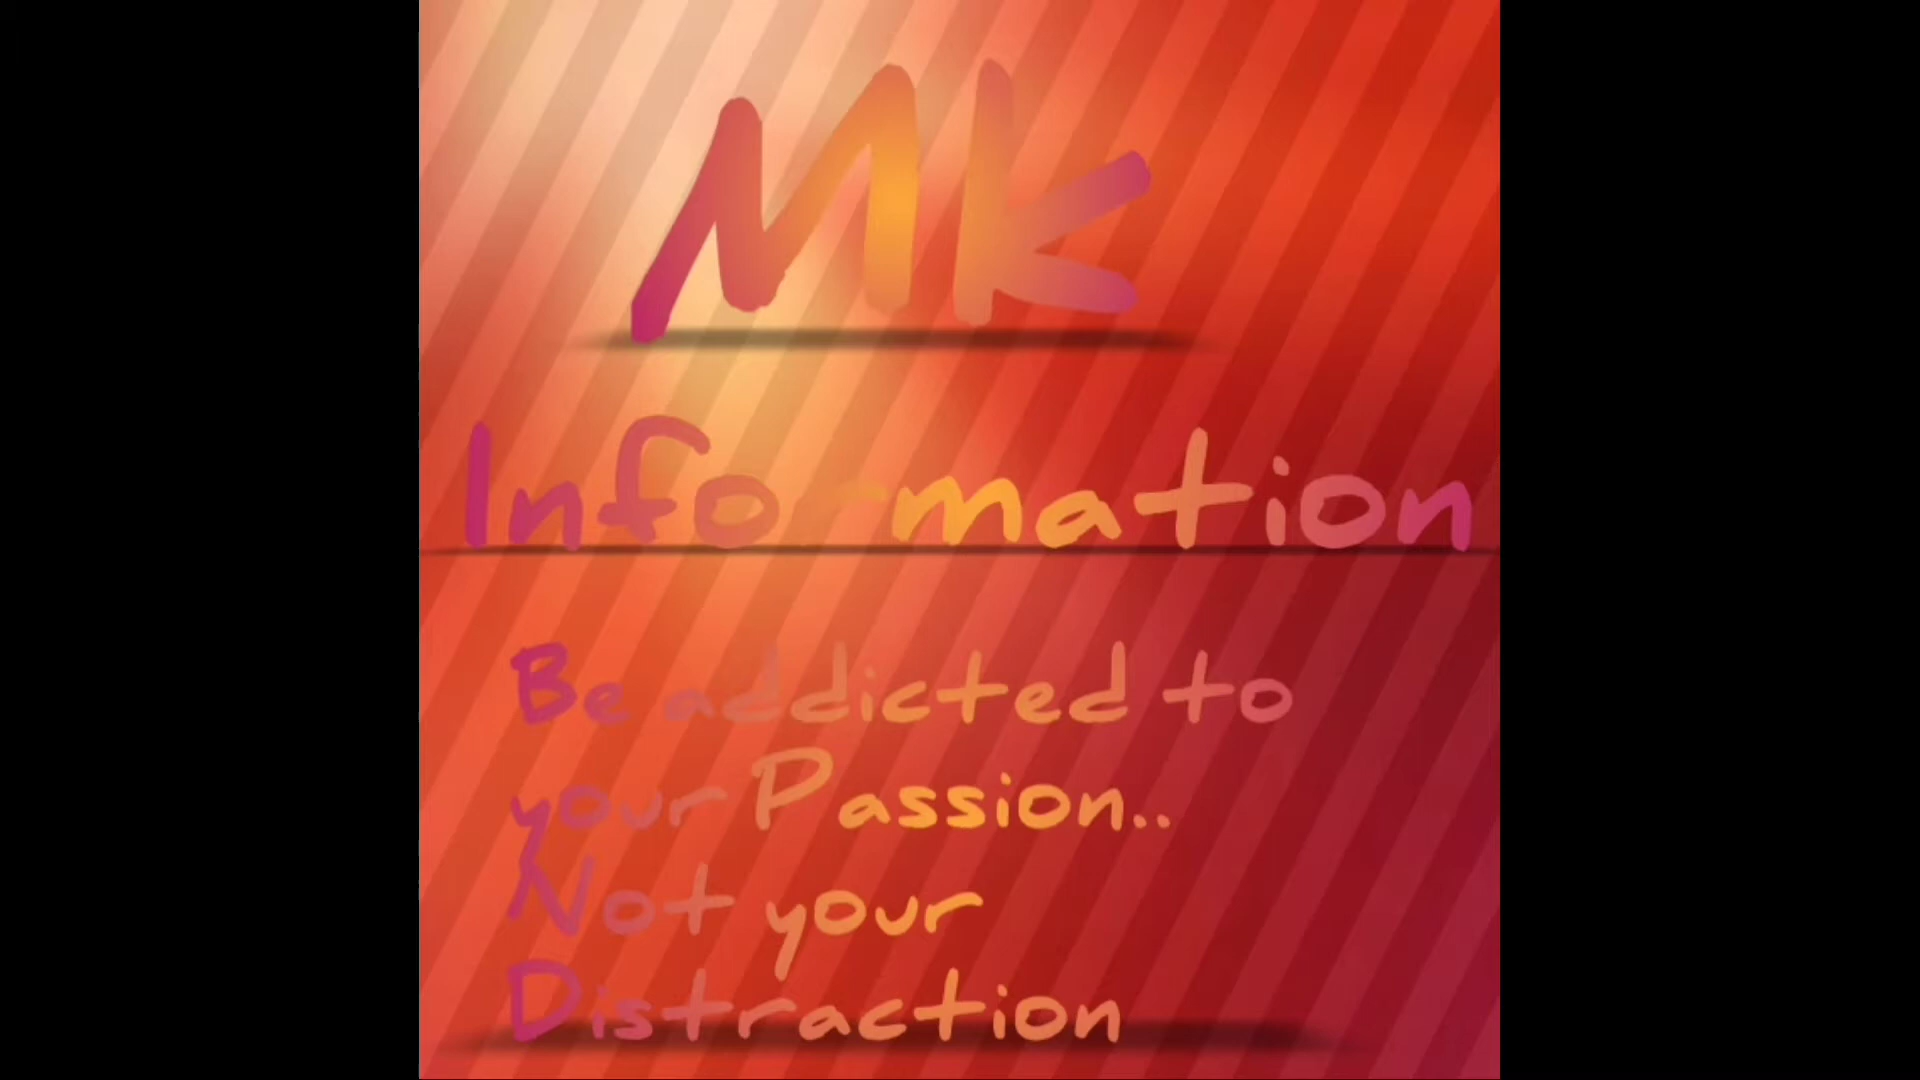 Mk
Information
Be addicted to
your Passion..
Not your
Distraction